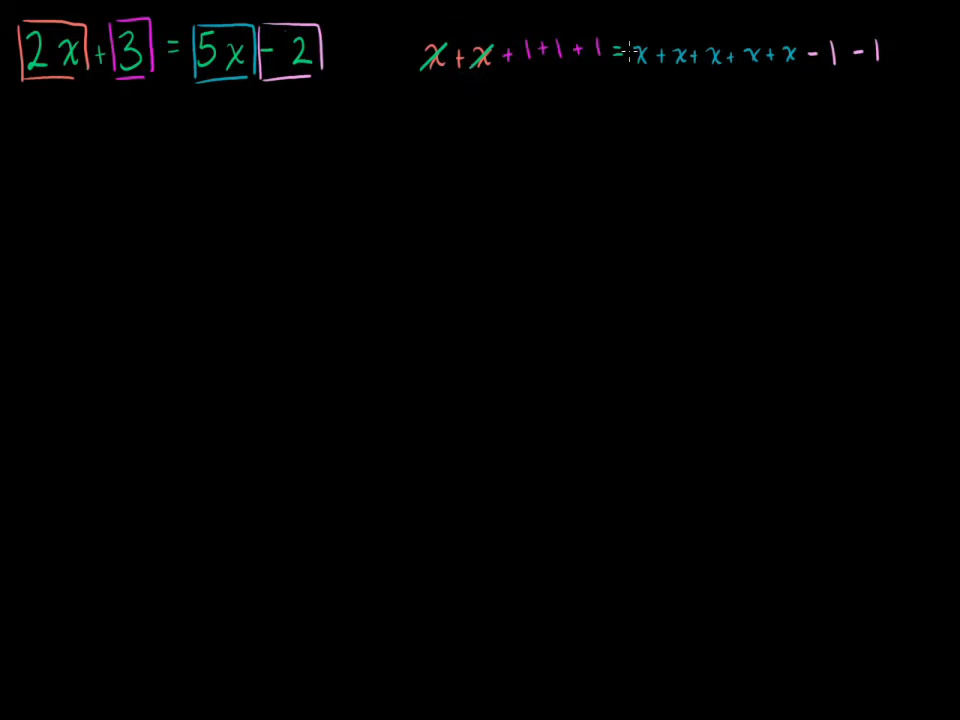 2x + 3 = 5x - 2
x + x + 1 + 1 + 1 = x + x + x + x + x - 1 - 1